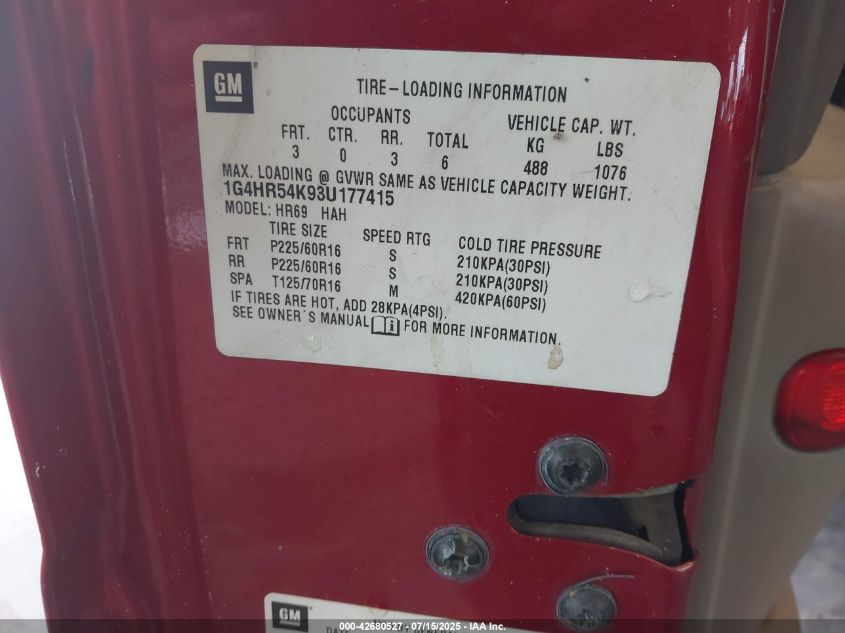 GM
TIRE-LOADING INFORMATION
OCCUPANTS VEHICLE CAP. WT.
FRT. CTR. RR. TOTAL KG LBS
3 0 3 6 488 1076
MAX. LOADING @ GVWR SAME AS VEHICLE CAPACITY WEIGHT.
1G4HR54K93U177415
MODEL: HR69 HAH
TIRE SIZE SPEED RTG COLD TIRE PRESSURE
FRT P225/60R16 S 210KPA(30PSI)
RR P225/60R16 S 210KPA(30PSI)
SPA T125/70R16 M 420KPA(60PSI)
IF TIRES ARE HOT, ADD 28KPA(4PSI).
SEE OWNER'S MANUAL i FOR MORE INFORMATION.
GM
000-42680527 - 07/15/2025 - IAAI.COM